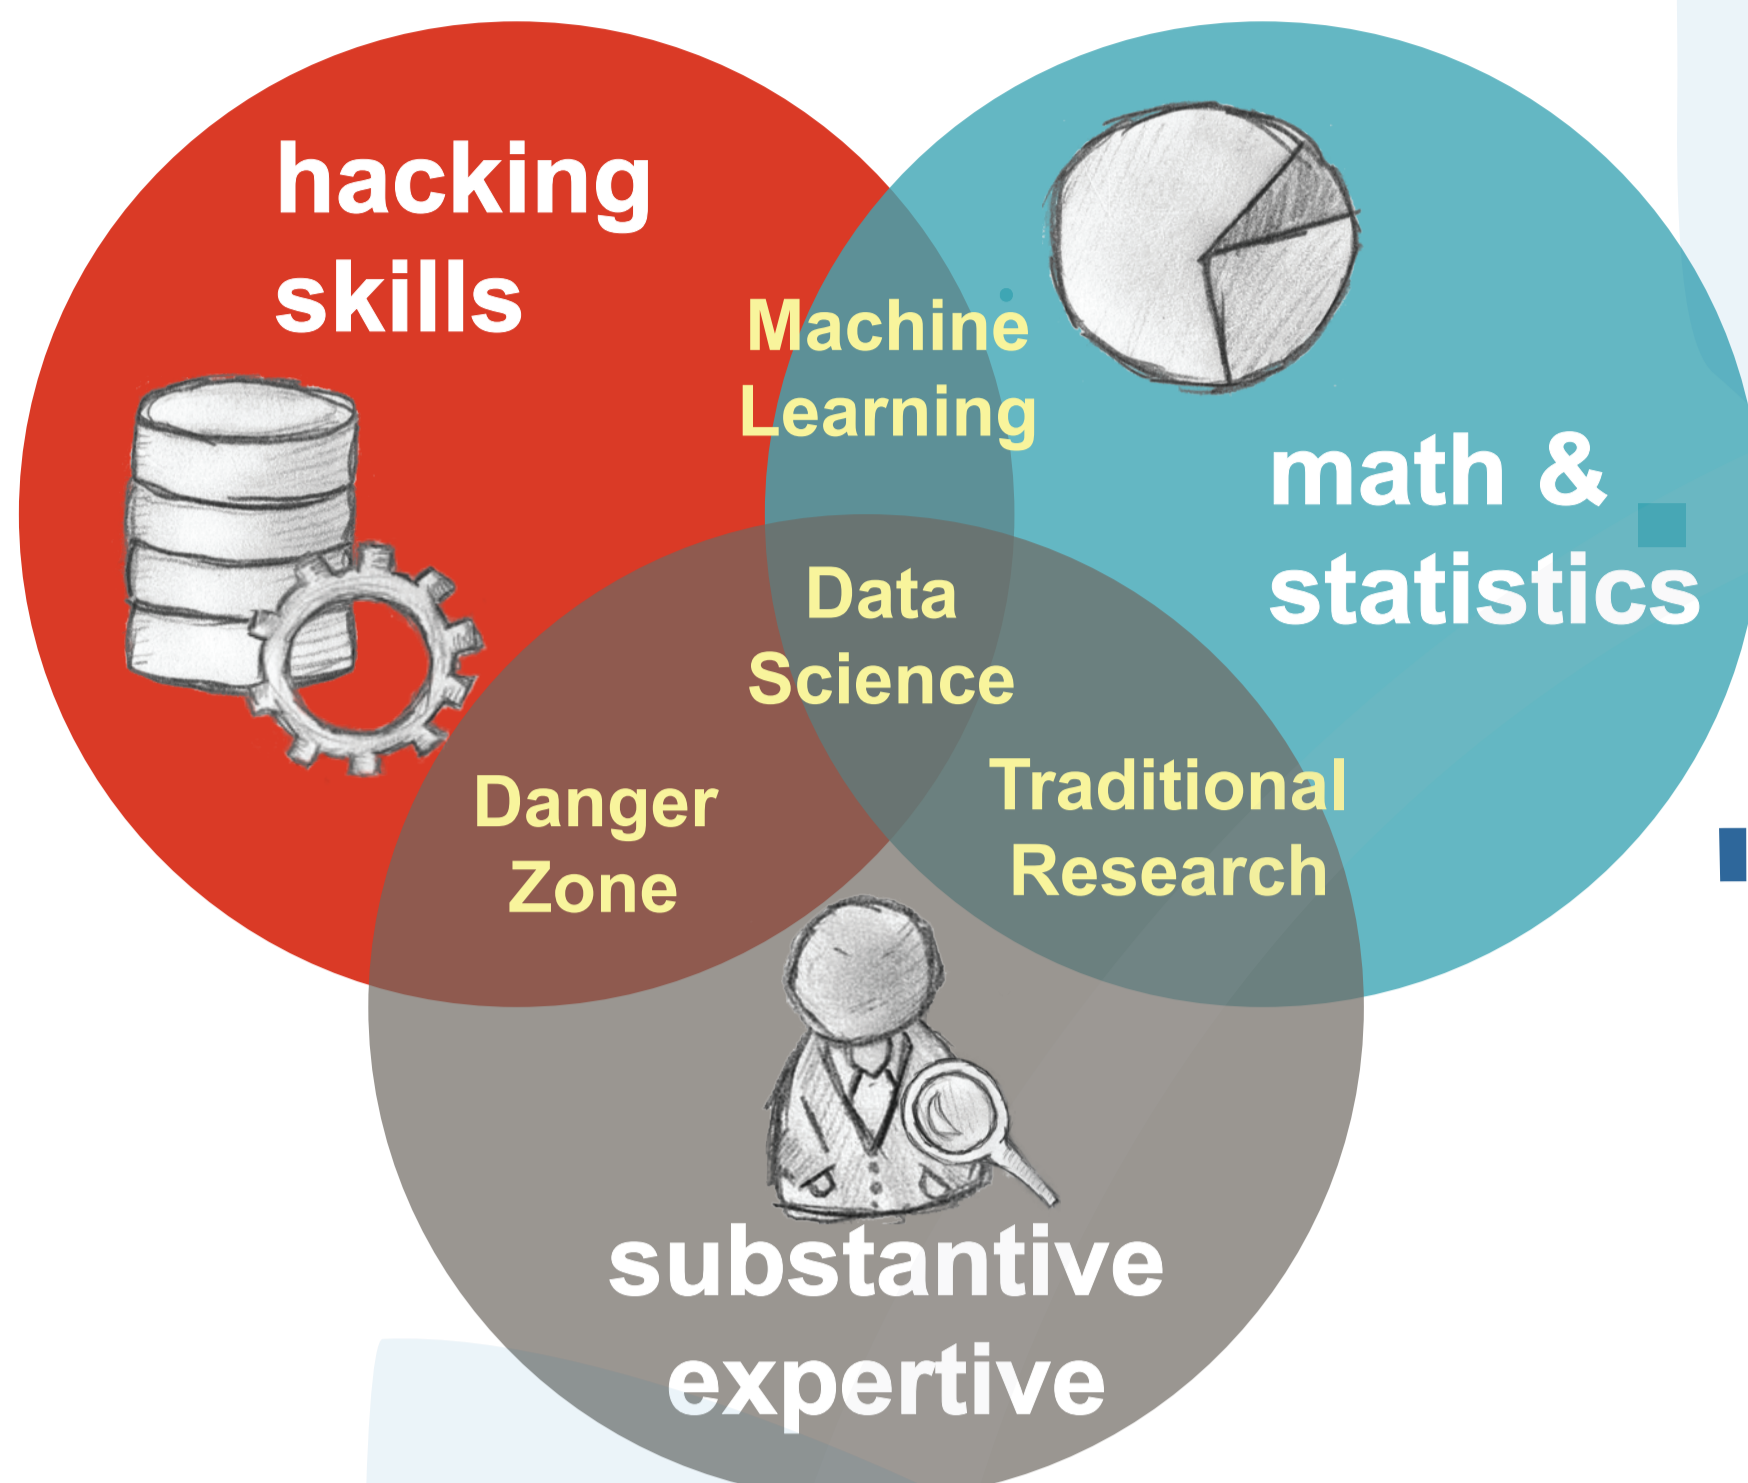 hacking
skills
Machine
Learning
math &
statistics
Data
Science
Danger
Zone
Traditional
Research
substantive
expertive